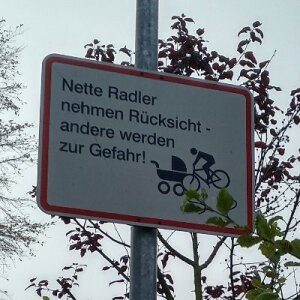 Nette Radler
nehmen Rücksicht -
andere werden
zur Gefahr!